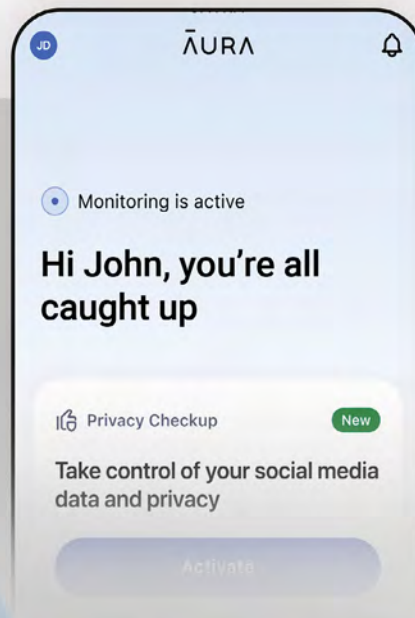 JD
ĀURA
Monitoring is active
Hi John, you’re all
caught up
Privacy Checkup
New
Take control of your social media
data and privacy
Activate